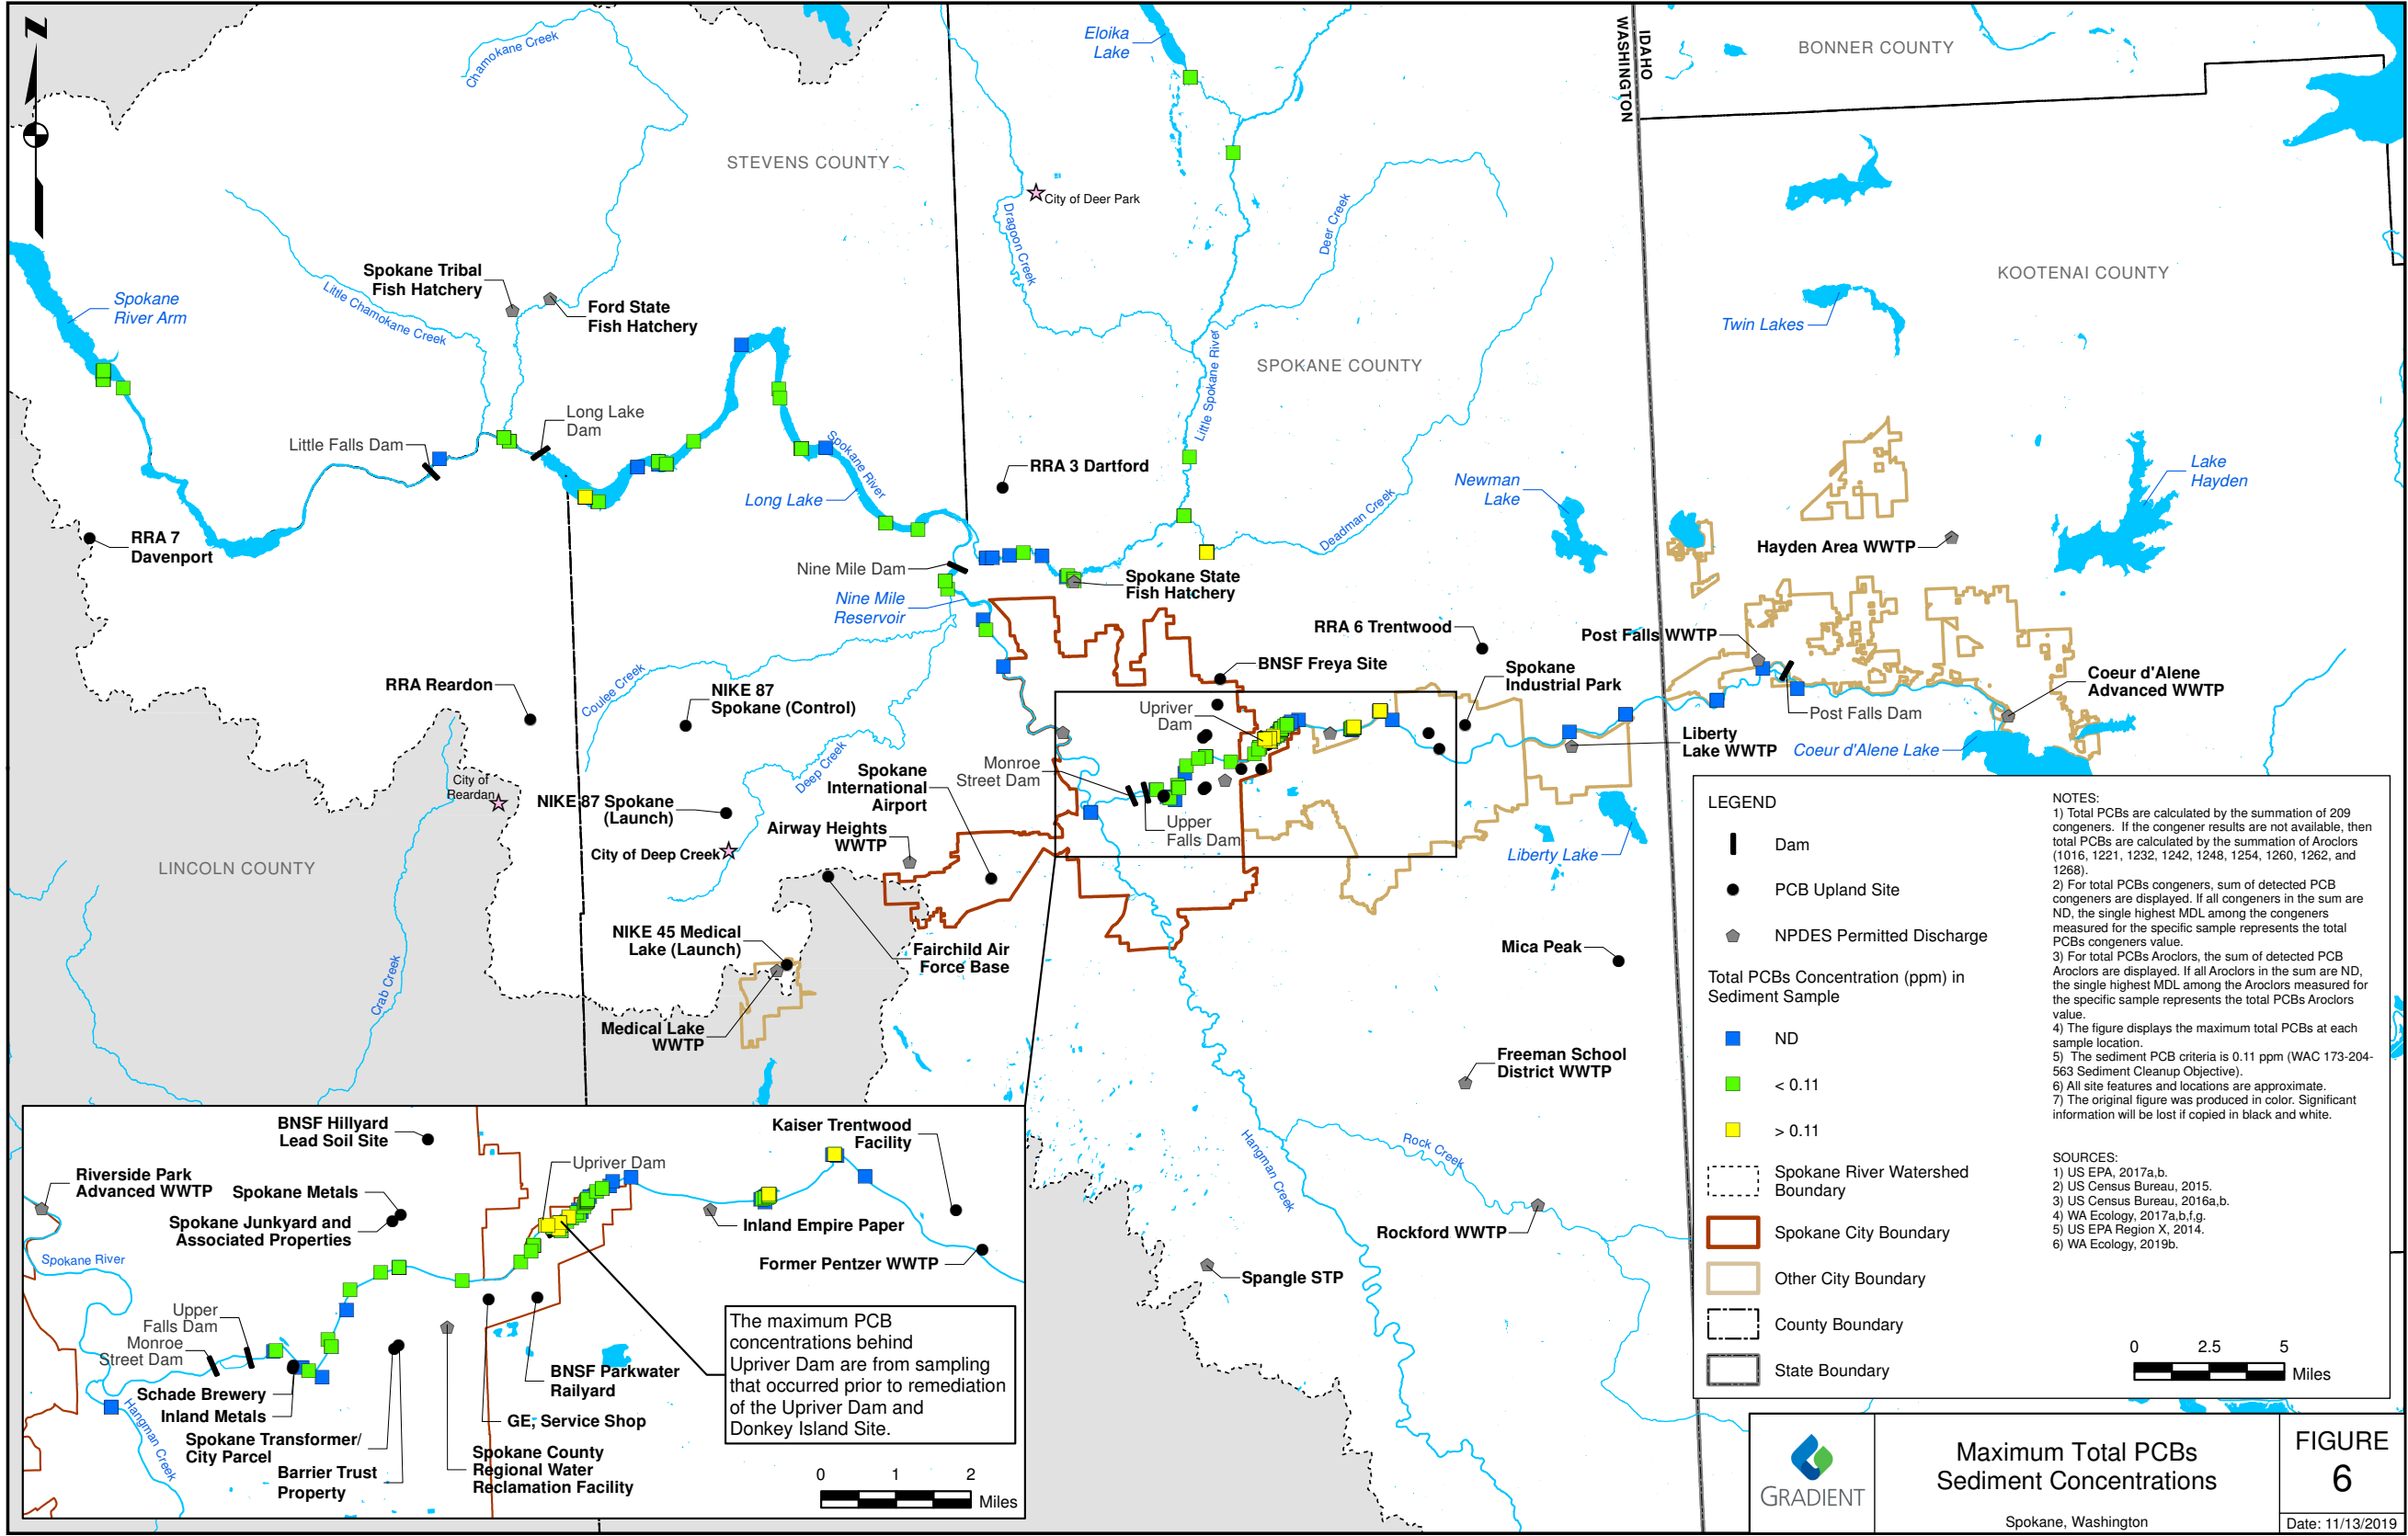 N
Chamokane Creek
Eloika
Lake
IDAHO
WASHINGTON
BONNER COUNTY
STEVENS COUNTY
City of Deer Park
Dragoon Creek
Deer Creek
KOOTENAI COUNTY
Spokane Tribal
Fish Hatchery
Ford State
Fish Hatchery
Little Chamokane Creek
Spokane
River Arm
Twin Lakes
Little Spokane River
SPOKANE COUNTY
Long Lake
Dam
Little Falls Dam
Spokane River
Long Lake
RRA 3 Dartford
Newman
Lake
Lake
Hayden
Deadman Creek
RRA 7
Davenport
Hayden Area WWTP
Nine Mile Dam
Spokane State
Fish Hatchery
Nine Mile
Reservoir
RRA 6 Trentwood
Post Falls WWTP
BNSF Freya Site
Spokane
Industrial Park
Coeur d'Alene
Advanced WWTP
RRA Reardon
Coulee Creek
NIKE 87
Spokane (Control)
Upriver
Dam
Post Falls Dam
Liberty
Lake WWTP
Coeur d'Alene Lake
Deep Creek
Monroe
Street Dam
City of
Reardan
Spokane
International
Airport
NIKE 87 Spokane
(Launch)
Airway Heights
WWTP
Upper
Falls Dam
City of Deep Creek
Liberty Lake
LINCOLN COUNTY
Crab Creek
NIKE 45 Medical
Lake (Launch)
Fairchild Air
Force Base
Mica Peak
Medical Lake
WWTP
Freeman School
District WWTP
Hangman Creek
Rock Creek
Rockford WWTP
Spangle STP
BNSF Hillyard
Lead Soil Site
Kaiser Trentwood
Facility
Upriver Dam
Riverside Park
Advanced WWTP
Spokane Metals
Spokane Junkyard and
Associated Properties
Inland Empire Paper
Former Pentzer WWTP
Spokane River
Upper
Falls Dam
Monroe
Street Dam
Schade Brewery
Inland Metals
Hangman Creek
Spokane Transformer/
City Parcel
Barrier Trust
Property
BNSF Parkwater
Railyard
GE, Service Shop
Spokane County
Regional Water
Reclamation Facility
The maximum PCB
concentrations behind
Upriver Dam are from sampling
that occurred prior to remediation
of the Upriver Dam and
Donkey Island Site.
0 1 2
Miles
LEGEND
Dam
PCB Upland Site
NPDES Permitted Discharge
Total PCBs Concentration (ppm) in
Sediment Sample
ND
< 0.11
> 0.11
Spokane River Watershed
Boundary
Spokane City Boundary
Other City Boundary
County Boundary
State Boundary
NOTES:
1) Total PCBs are calculated by the summation of 209
congeners. If the congener results are not available, then
total PCBs are calculated by the summation of Aroclors
(1016, 1221, 1232, 1242, 1248, 1254, 1260, 1262, and
1268).
2) For total PCBs congeners, sum of detected PCB
congeners are displayed. If all congeners in the sum are
ND, the single highest MDL among the congeners
measured for the specific sample represents the total
PCBs congeners value.
3) For total PCBs Aroclors, the sum of detected PCB
Aroclors are displayed. If all Aroclors in the sum are ND,
the single highest MDL among the Aroclors measured for
the specific sample represents the total PCBs Aroclors
value.
4) The figure displays the maximum total PCBs at each
sample location.
5) The sediment PCB criteria is 0.11 ppm (WAC 173-204-
563 Sediment Cleanup Objective).
6) All site features and locations are approximate.
7) The original figure was produced in color. Significant
information will be lost if copied in black and white.
SOURCES:
1) US EPA, 2017a,b.
2) US Census Bureau, 2015.
3) US Census Bureau, 2016a,b.
4) WA Ecology, 2017a,b,f,g.
5) US EPA Region X, 2014.
6) WA Ecology, 2019b.
0 2.5 5
Miles
GRADIENT
Maximum Total PCBs
Sediment Concentrations
Spokane, Washington
FIGURE
6
Date: 11/13/2019